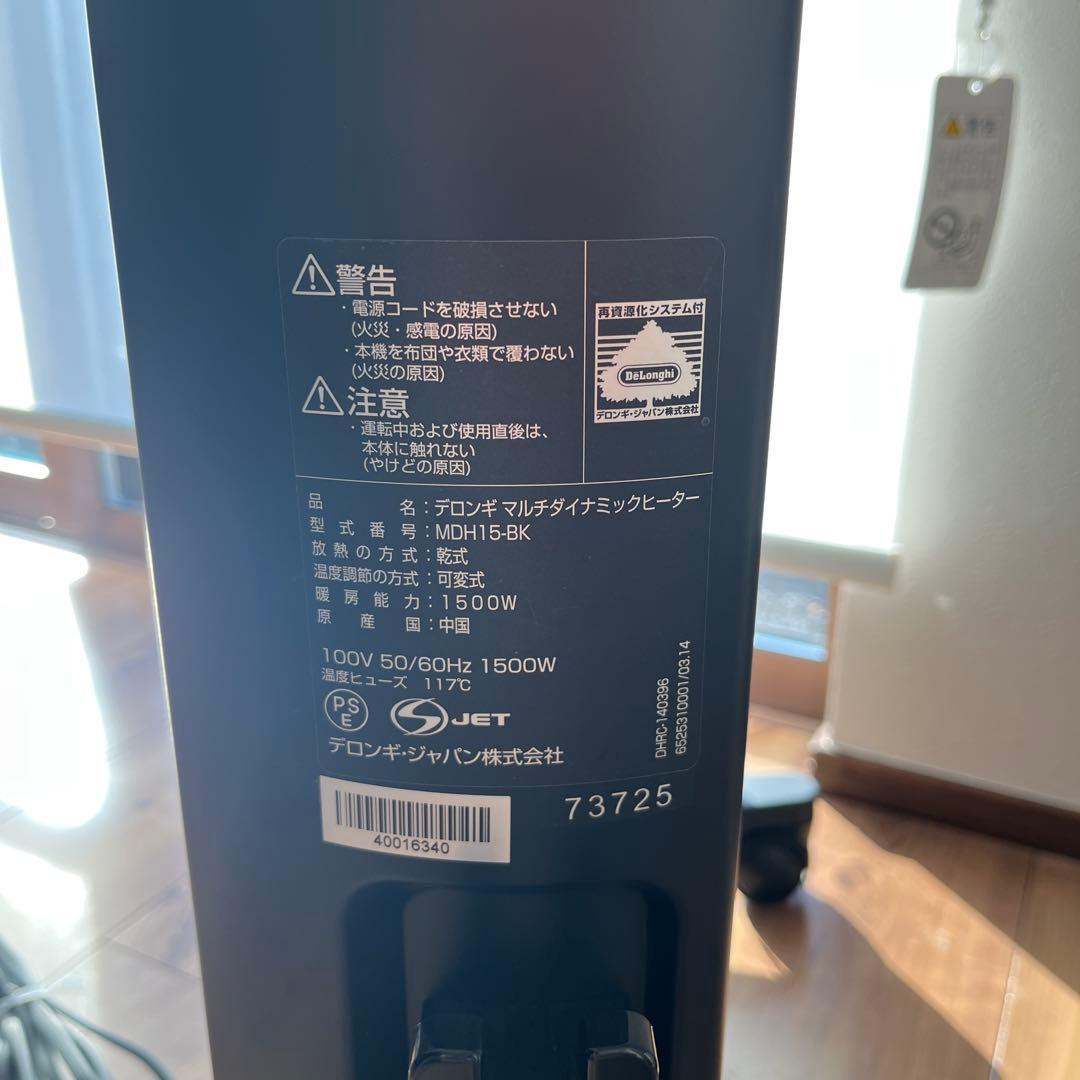 警告
・電源コードを破損させない
(火災・感電の原因)
・本機を布団や衣類で覆わない
(火災の原因)
注意
・運転中および使用直後は、
本体に触れない
(やけどの原因)
再資源化システム付
DeLonghi
デロンギ・ジャパン株式会社
品名：デロンギ マルチダイナミックヒーター
型式番号：MDH15-BK
放熱の方式：乾式
温度調節の方式：可変式
暖房能力：1500W
原産国：中国
100V 50/60Hz 1500W
温度ヒューズ 117℃
PS
E
S JET
デロンギ・ジャパン株式会社
DHRC-140396
6525310001/03.14
40016340
73725
警告